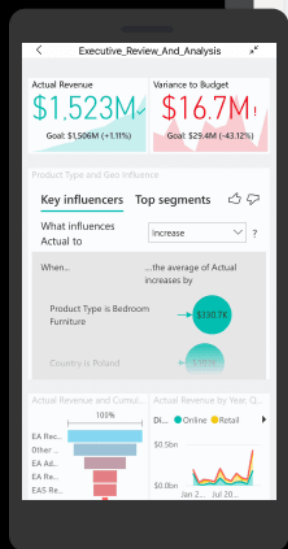 Executive_Review_And_Analysis
Actual Revenue
$1,523M
Goal: $1,506M (+1.11%)
Variance to Budget
$16.7M!
Goal: $29.4M (-43.12%)
Product Type and Geo Influence
Key influencers Top segments
What influences
Actual to
Increase
?
When...
...the average of Actual
increases by
Product Type is Bedroom
Furniture
$330.7K
Country is Poland
Actual Revenue and Cumul...
100%
EA Rec...
Other ...
EA Ad...
EA Re...
EAS Re...
Actual Revenue by Year, Q...
Di... Online Retail
$0.5bn
$0.0bn
Jan 2... Jul 20...